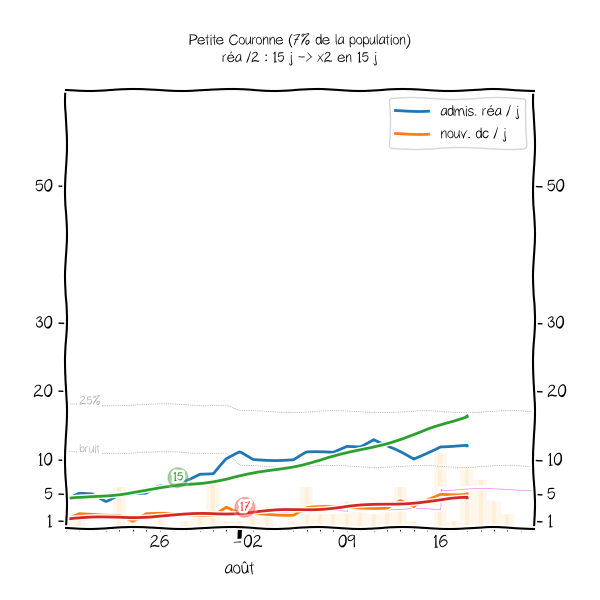 Petite Couronne (7% de la population)
réa /2 : 15 j -> x2 en 15 j
admis. réa / j
nouv. dc / j
50 50
30 30
20 20
25%
10 10
bruit
15
5 5
17
1 1
26 02 09 16
août